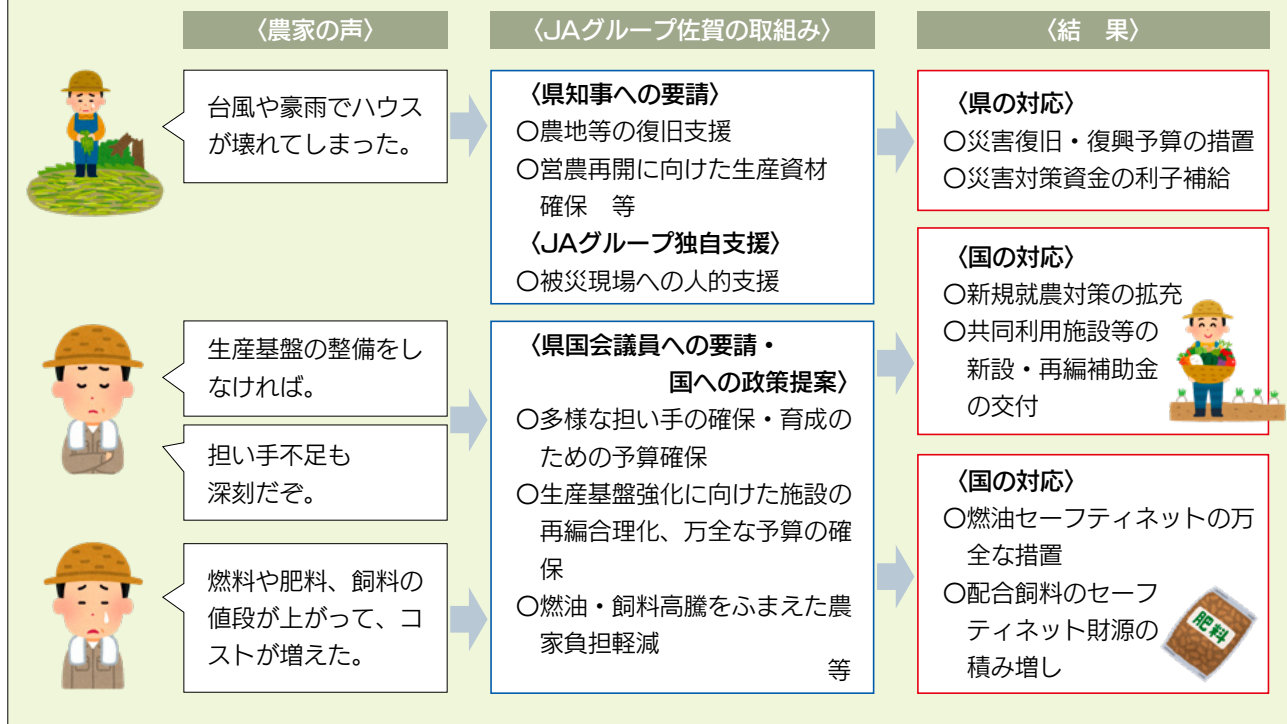 〈農家の声〉
〈JAグループ佐賀の取組み〉
〈結　果〉
台風や豪雨でハウス
が壊れてしまった。
〈県知事への要請〉
○農地等の復旧支援
○営農再開に向けた生産資材
確保　等
〈JAグループ独自支援〉
○被災現場への人的支援
〈県の対応〉
○災害復旧・復興予算の措置
○災害対策資金の利子補給
生産基盤の整備をし
なければ。
担い手不足も
深刻だぞ。
燃料や肥料、飼料の
値段が上がって、コ
ストが増えた。
〈県国会議員への要請・
国への政策提案〉
○多様な担い手の確保・育成の
ための予算確保
○生産基盤強化に向けた施設の
再編合理化、万全な予算の確
保
○燃油・飼料高騰をふまえた農
家負担軽減
等
〈国の対応〉
○新規就農対策の拡充
○共同利用施設等の
新設・再編補助金
の交付
〈国の対応〉
○燃油セーフティネットの万
全な措置
○配合飼料のセーフ
ティネット財源の
積み増し
肥料